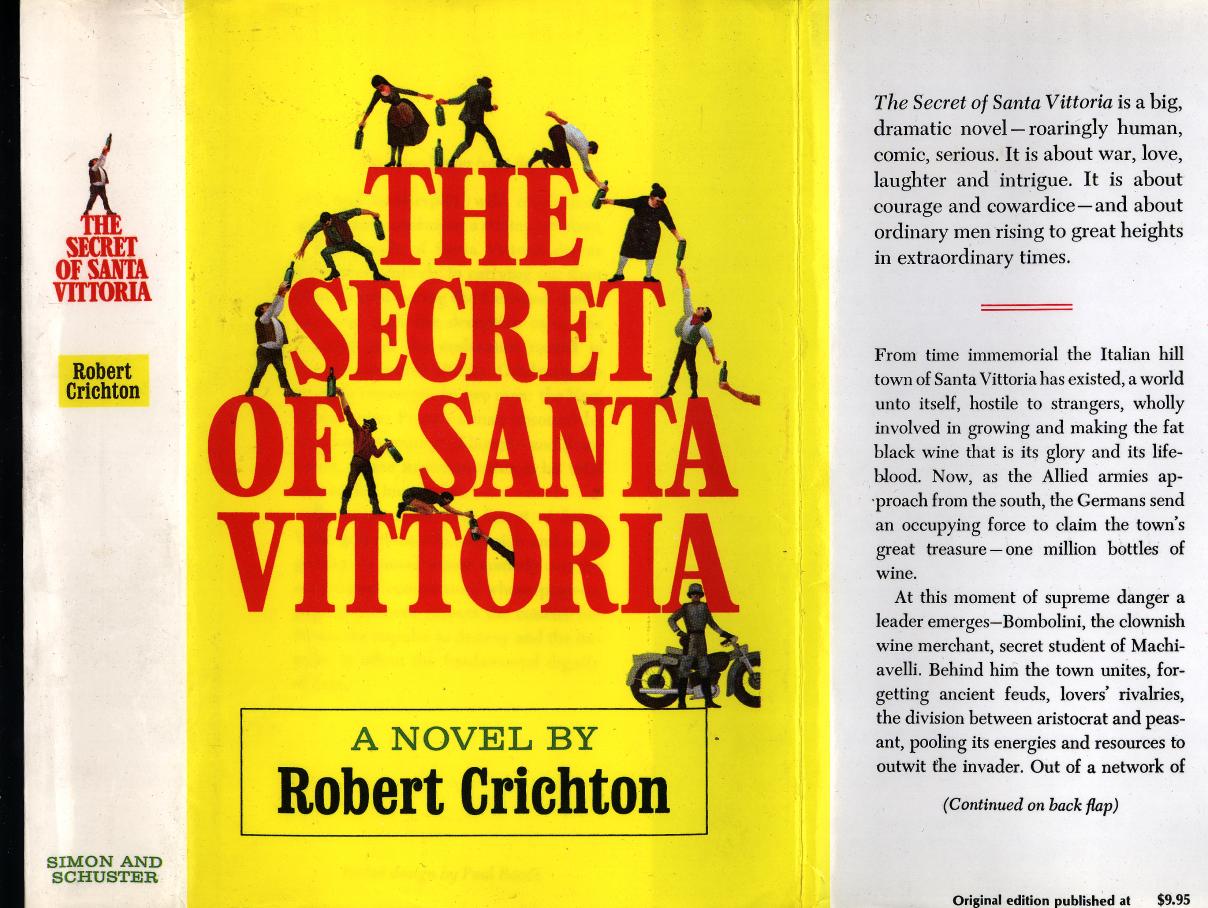 THE
SECRET
OF SANTA
VITTORIA
Robert
Crichton
SIMON AND
SCHUSTER
THE
SECRET
OF SANTA
VITTORIA
A NOVEL BY
Robert Crichton
The Secret of Santa Vittoria is a big,
dramatic novel—roaringly human,
comic, serious. It is about war, love,
laughter and intrigue. It is about
courage and cowardice—and about
ordinary men rising to great heights
in extraordinary times.
From time immemorial the Italian hill
town of Santa Vittoria has existed, a world
unto itself, hostile to strangers, wholly
involved in growing and making the fat
black wine that is its glory and its life-
blood. Now, as the Allied armies ap-
proach from the south, the Germans send
an occupying force to claim the town's
great treasure—one million bottles of
wine.
At this moment of supreme danger a
leader emerges—Bombolini, the clownish
wine merchant, secret student of Machi-
avelli. Behind him the town unites, for-
getting ancient feuds, lovers' rivalries,
the division between aristocrat and peas-
ant, pooling its energies and resources to
outwit the invader. Out of a network of
(Continued on back flap)
Original edition published at $9.95